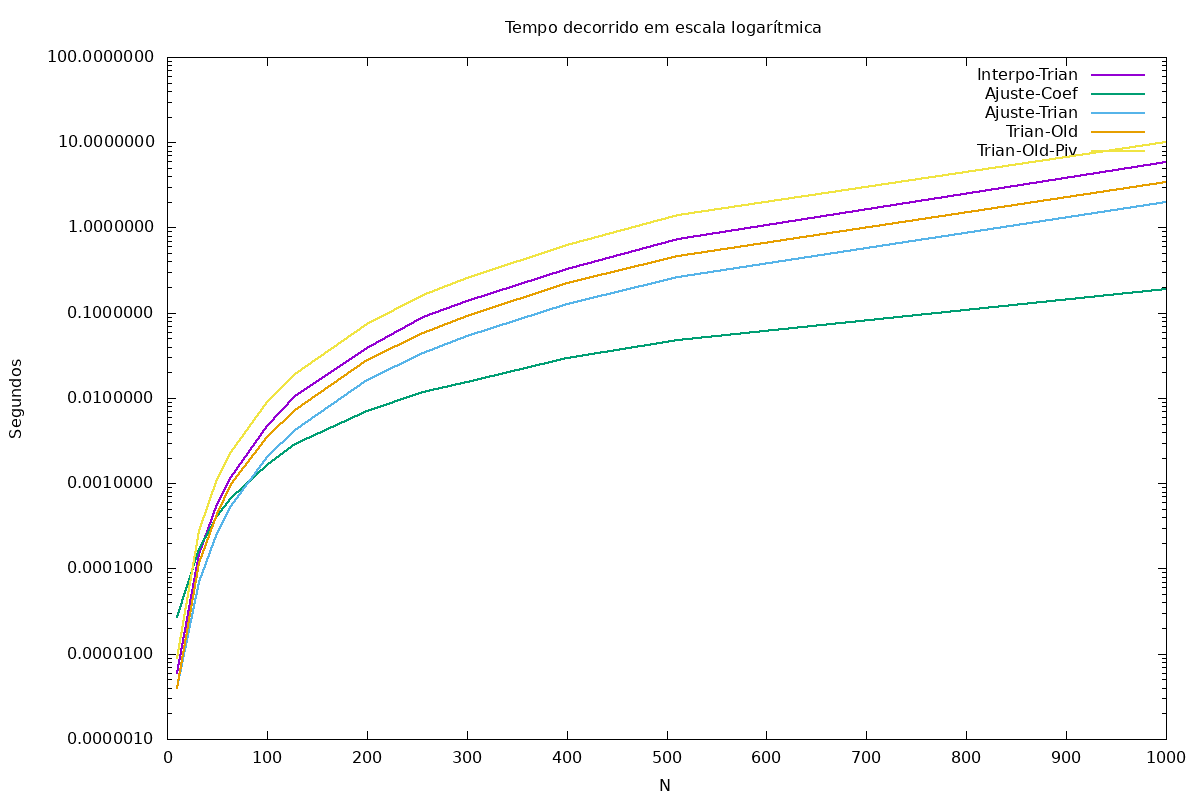 Tempo decorrido em escala logarítmica
100.0000000
10.0000000
1.0000000
0.1000000
0.0100000
0.0010000
0.0001000
0.0000100
0.0000010
Segundos
Interpo-Trian
Ajuste-Coef
Ajuste-Trian
Trian-Old
Trian-Old-Piv
0 100 200 300 400 500 600 700 800 900 1000
N